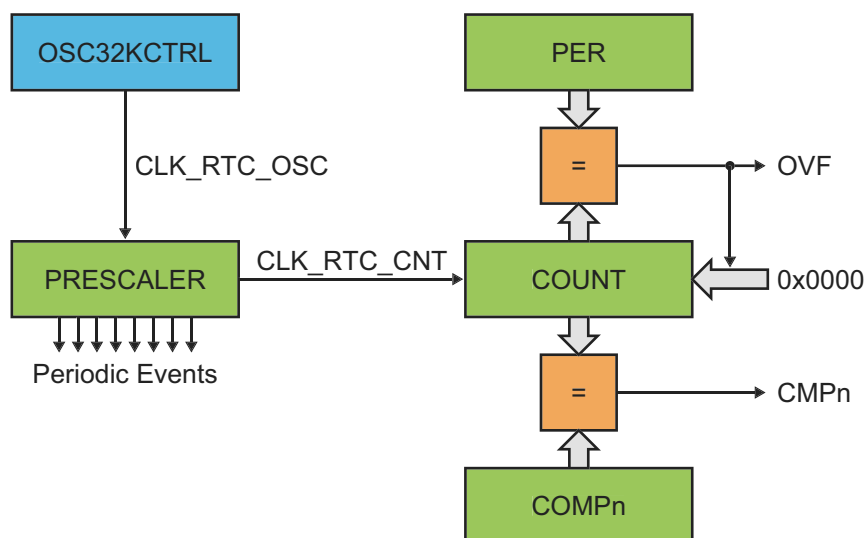 OSC32KCTRL
PER
CLK_RTC_OSC
=
OVF
PRESCALER
CLK_RTC_CNT
COUNT
0x0000
Periodic Events
=
CMPn
COMPn